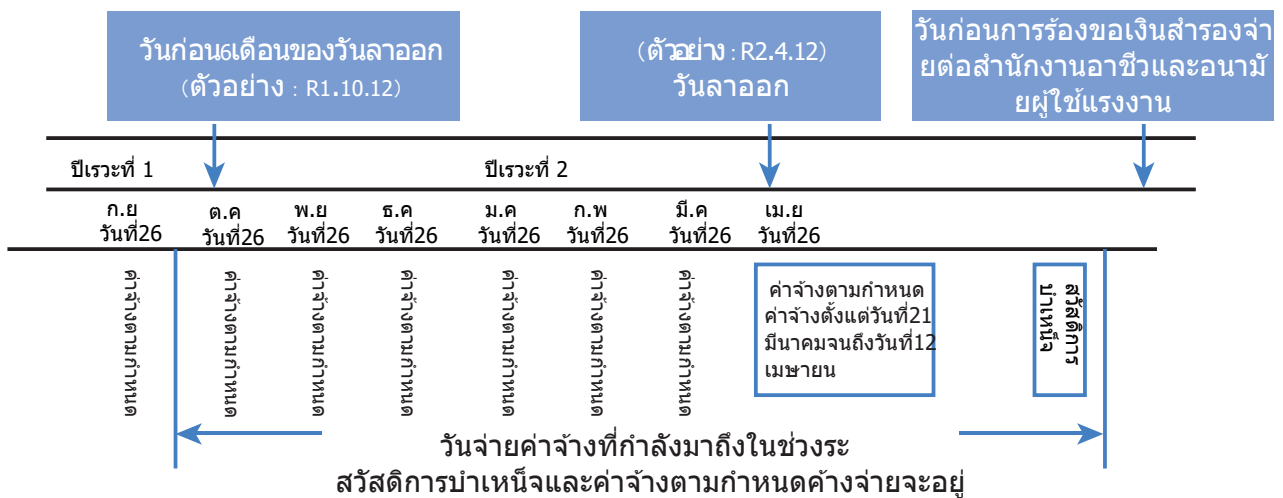 วันก่อน6เดือนของวันลาออก
(ตัวอย่าง : R1.10.12)
(ตัวอย่าง : R2.4.12)
วันลาออก
วันก่อนการร้องขอเงินสำรองจ่า
ยต่อสำนักงานอาชีวและอนามั
ยผู้ใช้แรงงาน
ปีเรวะที่ 1
ปีเรวะที่ 2
ก.ย
วันที่26
ต.ค
วันที่26
พ.ย
วันที่26
ธ.ค
วันที่26
ม.ค
วันที่26
ก.พ
วันที่26
มี.ค
วันที่26
เม.ย
วันที่26
ค่าจ้างตามกำหนด
ค่าจ้างตามกำหนด
ค่าจ้างตามกำหนด
ค่าจ้างตามกำหนด
ค่าจ้างตามกำหนด
ค่าจ้างตามกำหนด
ค่าจ้างตามกำหนด
ค่าจ้างตามกำหนด
ค่าจ้างตั้งแต่วันที่21
มีนาคมจนถึงวันที่12
เมษายน
สวัสดิการ
บำเหน็จ
วันจ่ายค่าจ้างที่กำลังมาถึงในช่วงระ
สวัสดิการบำเหน็จและค่าจ้างตามกำหนดค้างจ่ายจะอยู่